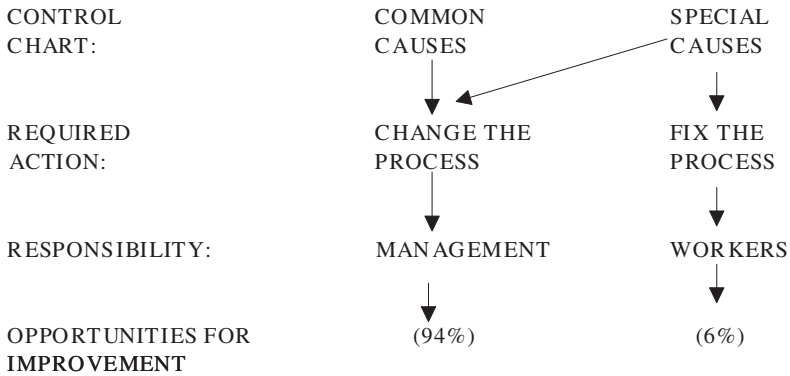 CONTROL COMMON SPECIAL
CHART: CAUSES CAUSES
REQUIRED CHANGE THE FIX THE
ACTION: PROCESS PROCESS
RESPONSIBILITY: MANAGEMENT WORKERS
OPPORTUNITIES FOR (94%) (6%)
IMPROVEMENT